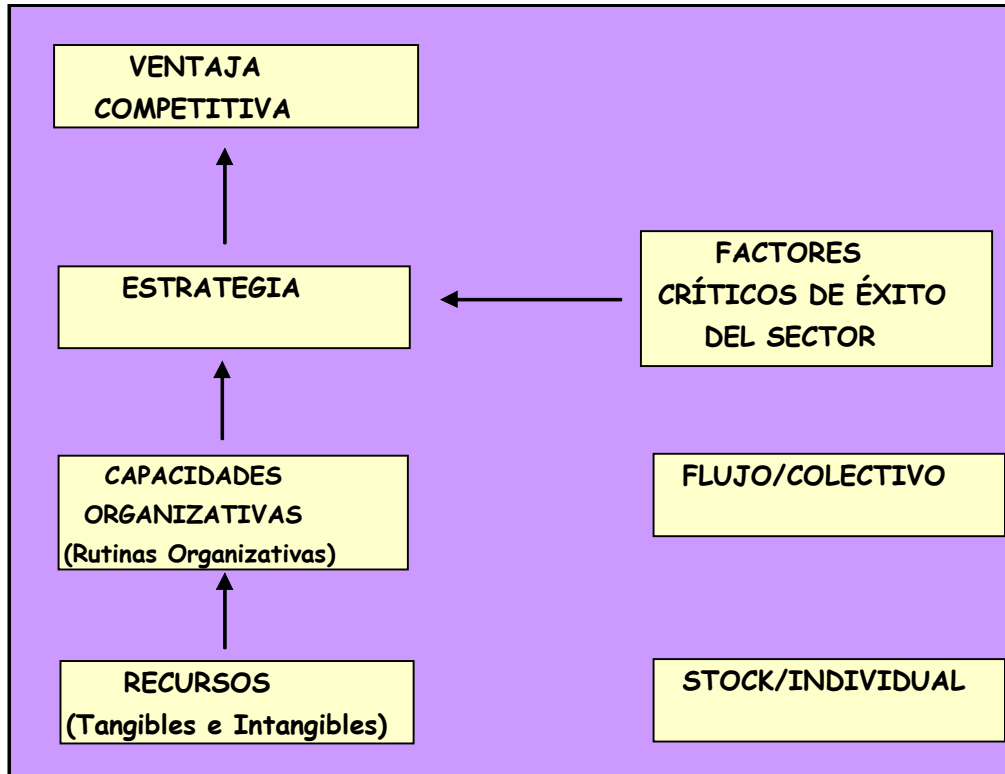 VENTAJA
COMPETITIVA
ESTRATEGIA
FACTORES
CRÍTICOS DE ÉXITO
DEL SECTOR
CAPACIDADES
ORGANIZATIVAS
(Rutinas Organizativas)
FLUJO/COLECTIVO
RECURSOS
(Tangibles e Intangibles)
STOCK/INDIVIDUAL